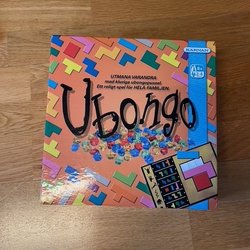 UTMANA VARANDRA
med kluriga ubongopussel.
Ett roligt spel för HELA FAMILJEN.
Ubongo